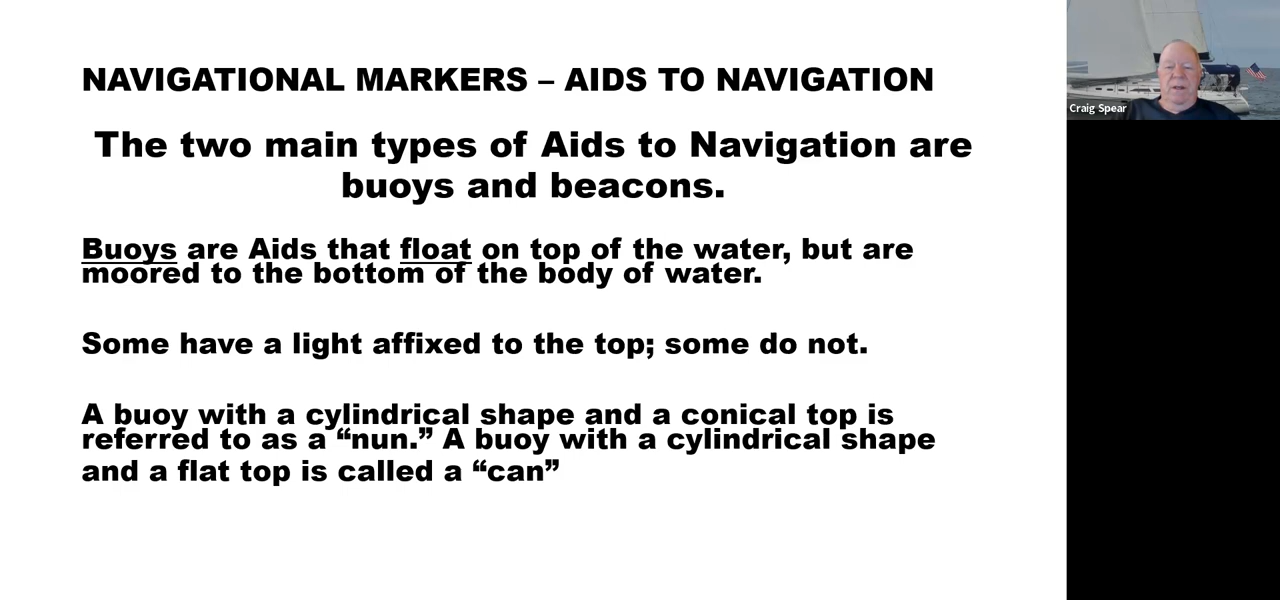 NAVIGATIONAL MARKERS – AIDS TO NAVIGATION
The two main types of Aids to Navigation are
buoys and beacons.
Buoys are Aids that float on top of the water, but are
moored to the bottom of the body of water.
Some have a light affixed to the top; some do not.
A buoy with a cylindrical shape and a conical top is
referred to as a “nun.” A buoy with a cylindrical shape
and a flat top is called a “can”
Craig Spear